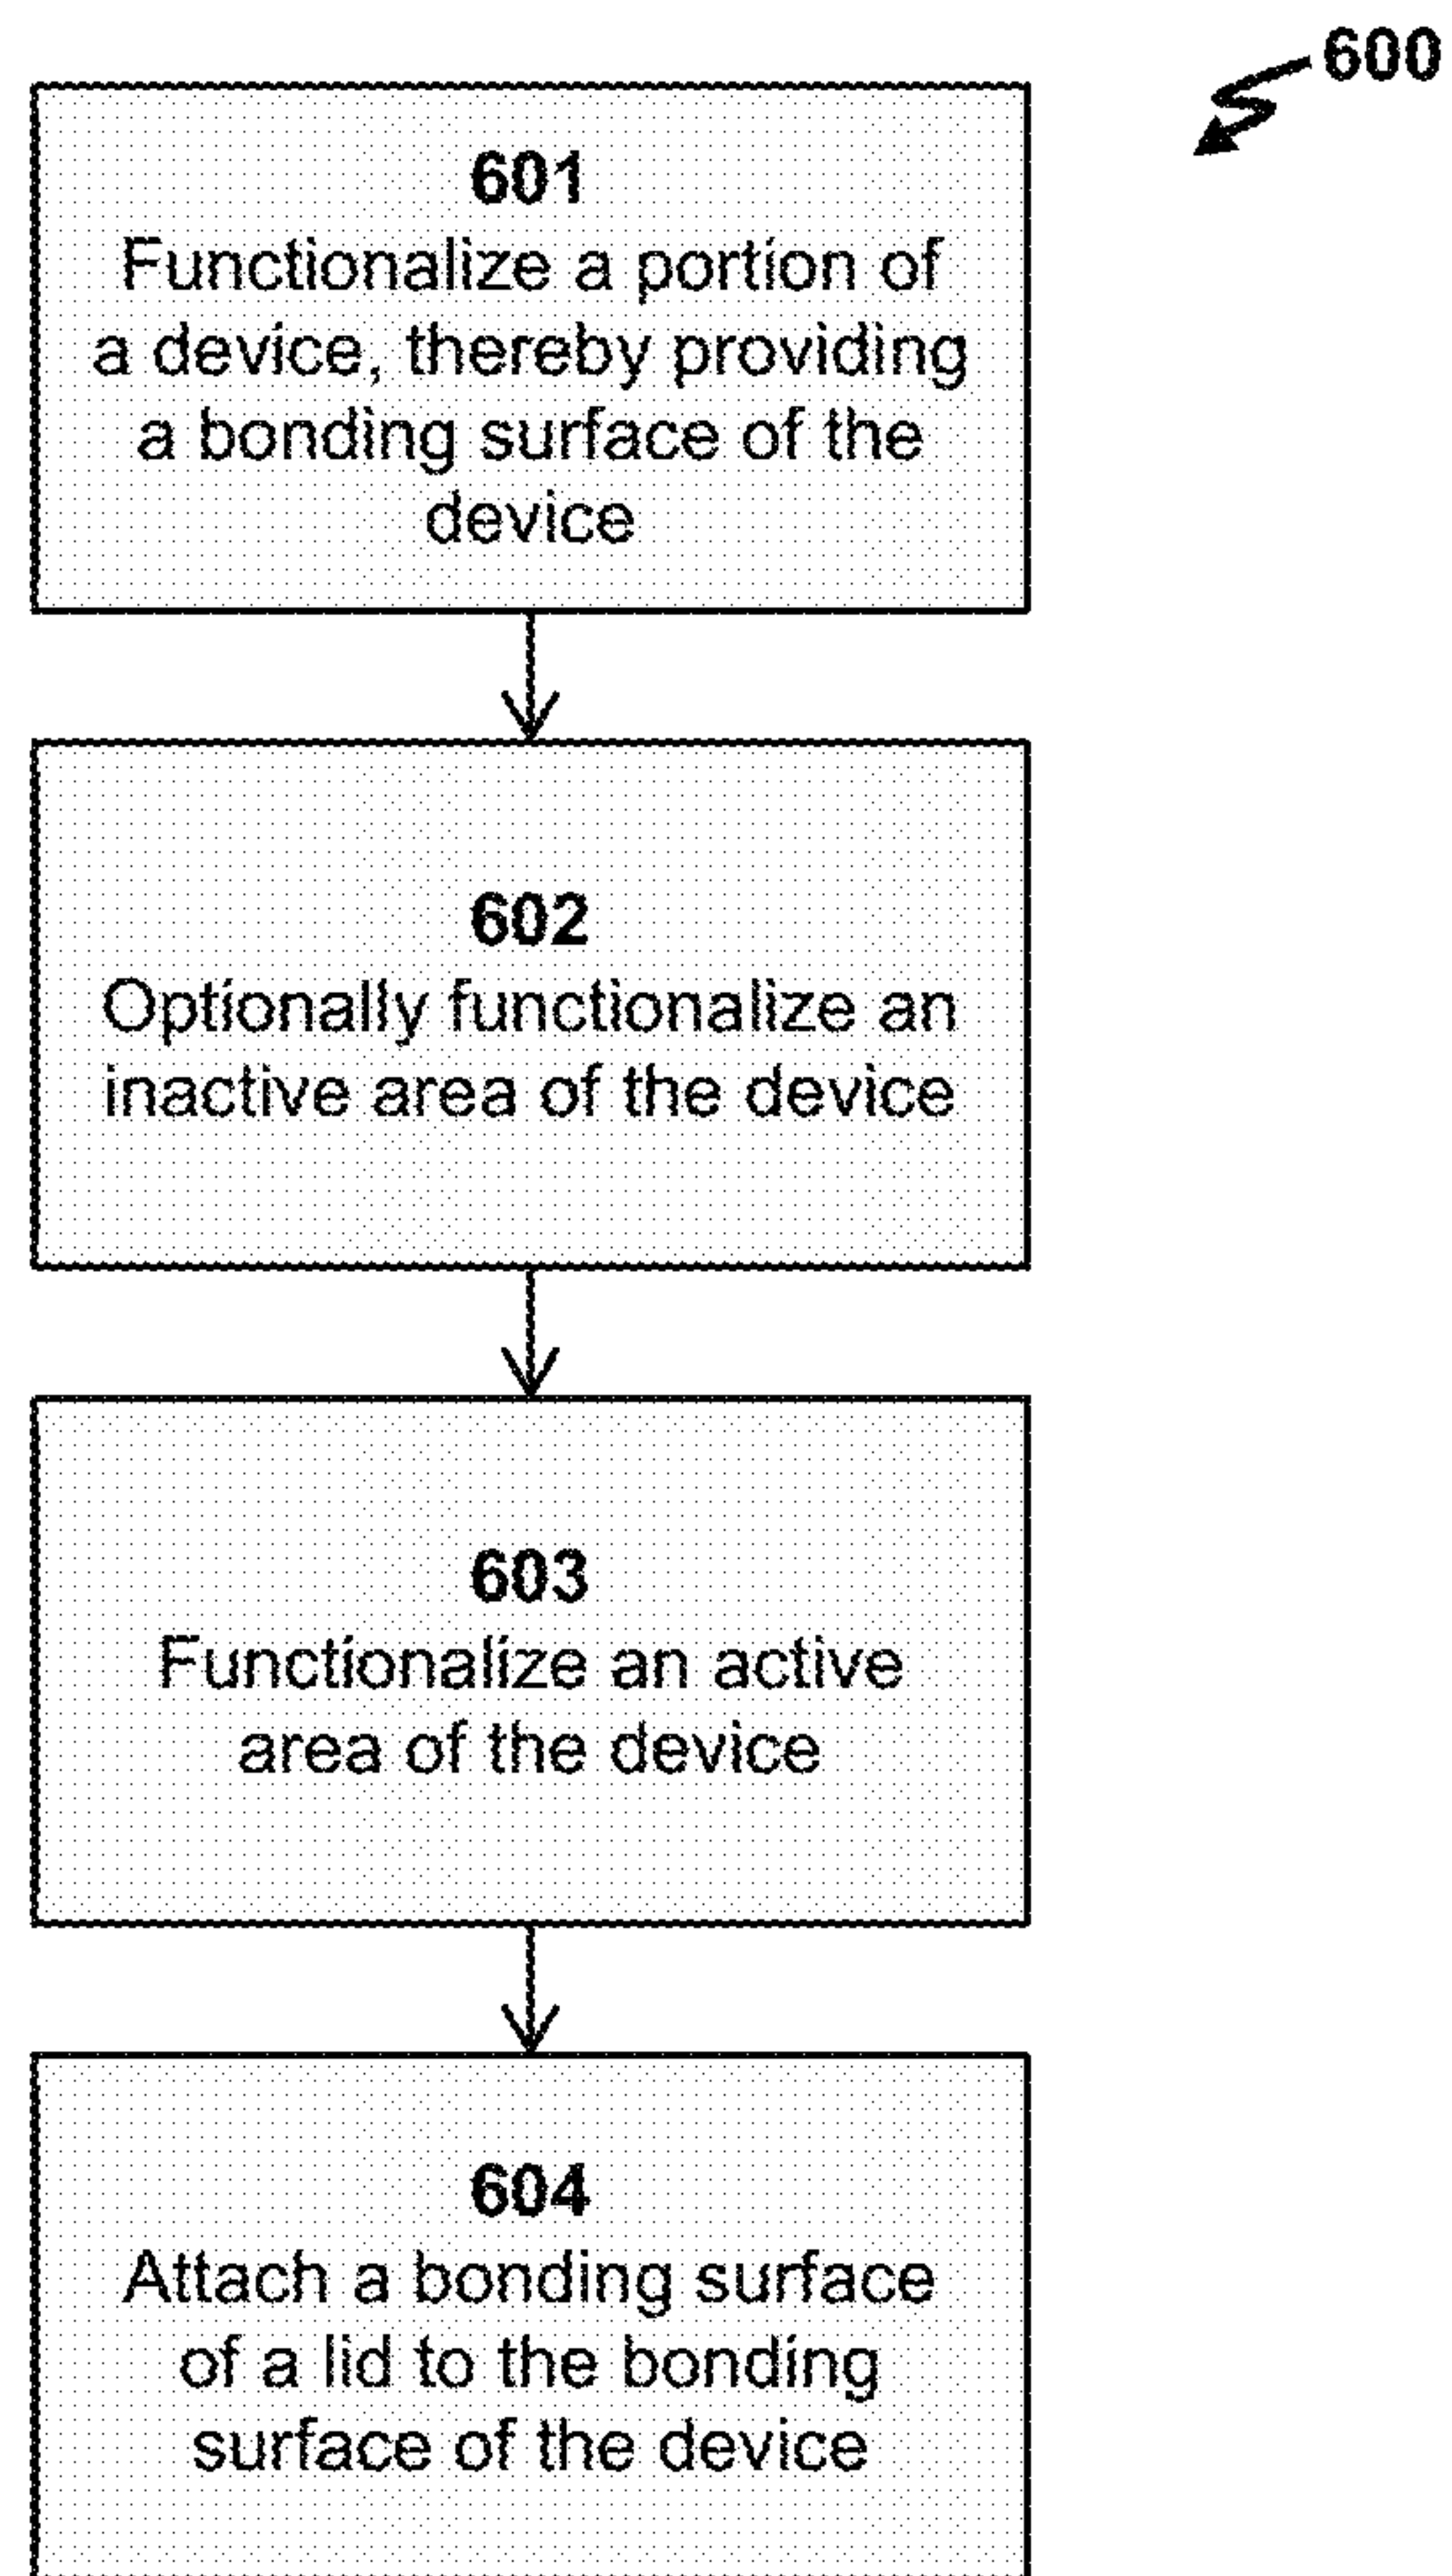 600
601
Functionalize a portion of
a device, thereby providing
a bonding surface of the
device
602
Optionally functionalize an
inactive area of the device
603
Functionalize an active
area of the device
604
Attach a bonding surface
of a lid to the bonding
surface of the device